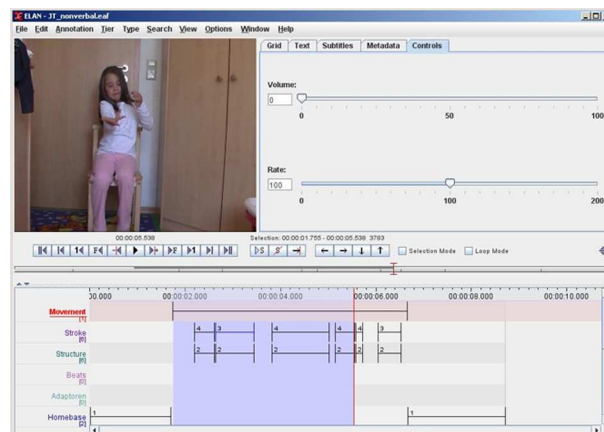 ELAN - JT_nonverbal.eaf
File Edit Annotation Tier Type Search View Options Window Help
Grid Text Subtitles Metadata Controls
Volume:
0
0 50 100
Rate:
100
0 100 200
00:00:05.538
Selection: 00:00:01.755 - 00:00:05.538 3783
Selection Mode Loop Mode
00.000 00:00:02.000 00:00:04.000 00:00:06.000 00:00:08.000 00:00:10.000
Movement
[1]
Stroke 4 3 4 4 4 3
[6]
Structure 2 2 2 2 2 2
[6]
Beats
[0]
Adaptoren
[0]
Homebase 1 1
[2]